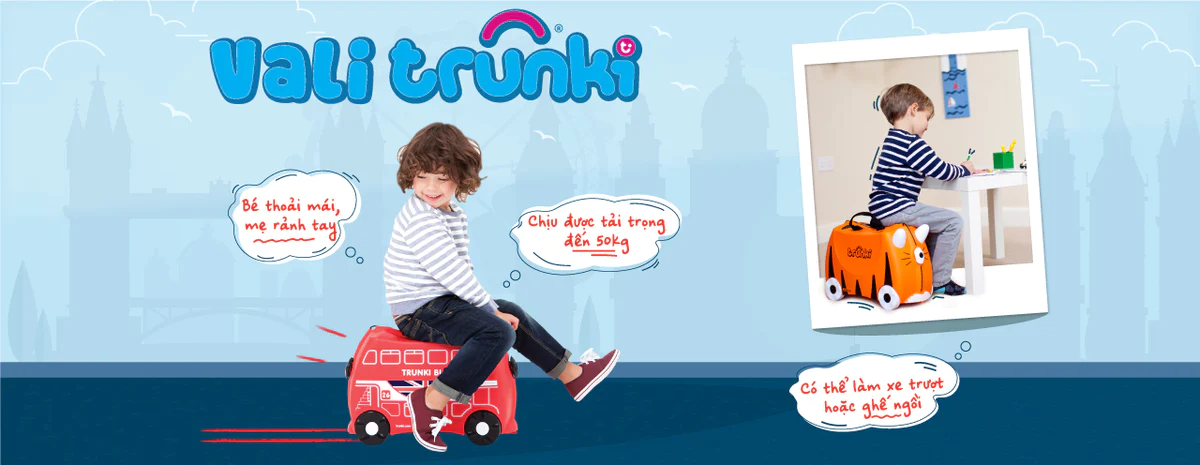 Vali trunki
®
Bé thoải mái,
mẹ rảnh tay
Chịu được tải trọng
đến 50kg
TRUNKI BU
26
trunki
Có thể làm xe trượt
hoặc ghế ngồi